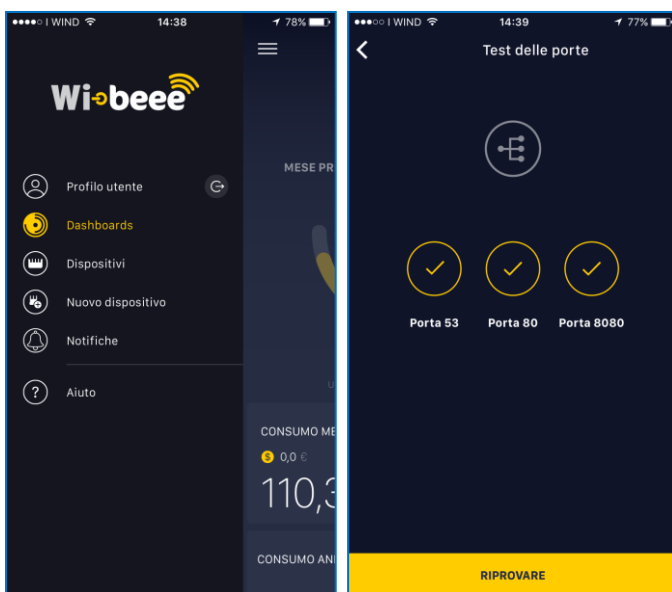 WIND 14:38 78%
Wi-beee
Profilo utente
Dashboards
Dispositivi
Nuovo dispositivo
Notifiche
Aiuto
MESE PR
U
CONSUMO ME
0,0 €
110,3
CONSUMO AN
WIND 14:39 77%
Test delle porte
Porta 53 Porta 80 Porta 8080
RIPROVARE